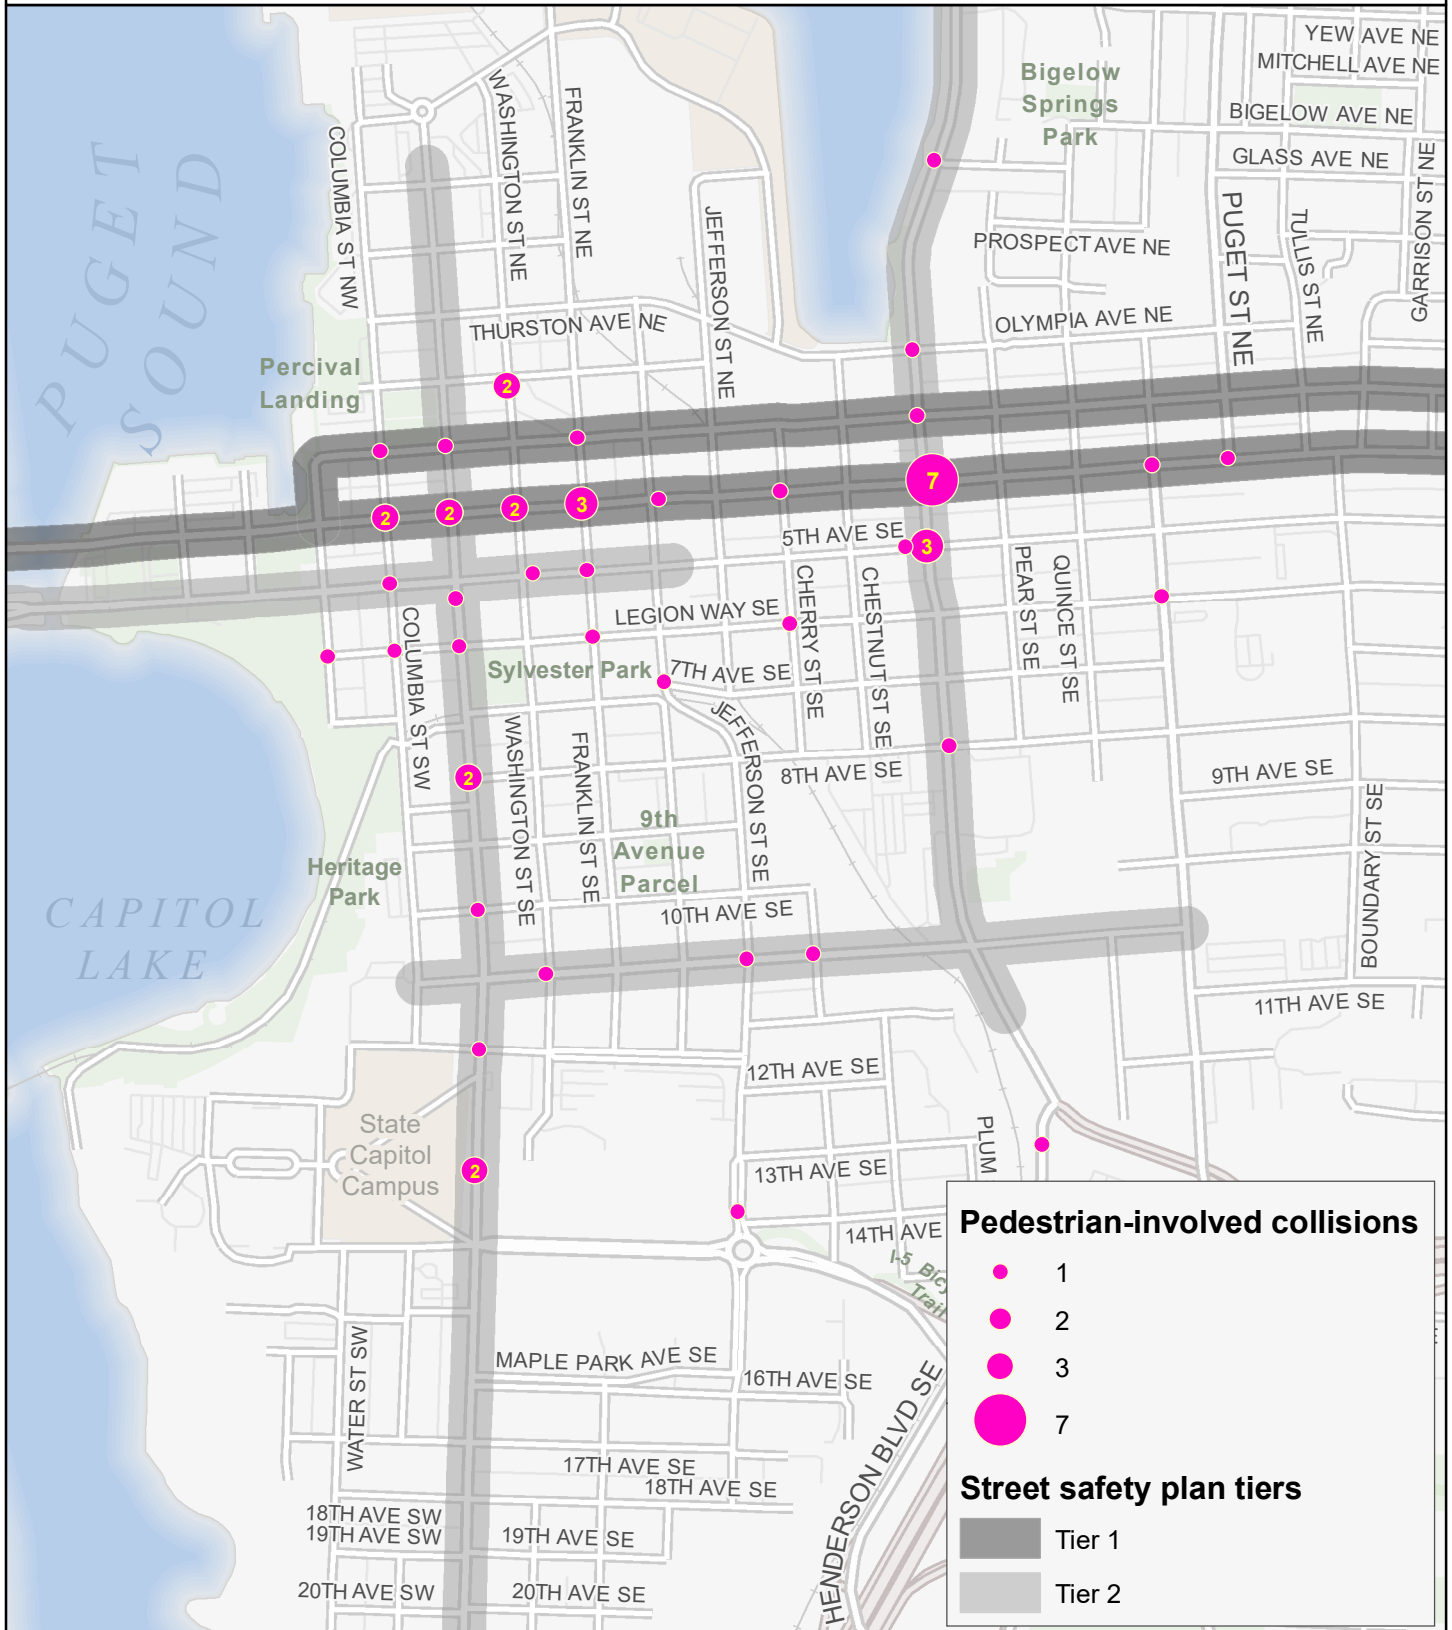 YEW AVE NE
MITCHELL AVE NE
Bigelow
Springs
Park
BIGELOW AVE NE
GLASS AVE NE
GARRISON ST NE
PUGET
SOUND
COLUMBIA ST NW
WASHINGTON ST NE
FRANKLIN ST NE
JEFFERSON ST NE
PROSPECT AVE NE
PUGET ST NE
TULLIS ST NE
OLYMPIA AVE NE
THURSTON AVE NE
Percival
Landing
2
7
2
2
2
3
5TH AVE SE
3
LEGION WAY SE
CHERRY ST SE
CHESTNUT ST SE
PEAR ST SE
QUINCE ST SE
COLUMBIA ST SW
Sylvester Park
7TH AVE SE
JEFFERSON ST SE
WASHINGTON ST SE
FRANKLIN ST SE
2
8TH AVE SE
9TH AVE SE
BOUNDARY ST SE
9th
Avenue
Parcel
Heritage
Park
CAPITOL
LAKE
10TH AVE SE
11TH AVE SE
12TH AVE SE
State
Capitol
Campus
PLUM
2
13TH AVE SE
14TH AVE
I-5 Bicy
Trail
Pedestrian-involved collisions
1
2
3
7
Street safety plan tiers
Tier 1
Tier 2
WATER ST SW
MAPLE PARK AVE SE
16TH AVE SE
HENDERSON BLVD SE
17TH AVE SE
18TH AVE SE
18TH AVE SW
19TH AVE SW
19TH AVE SE
20TH AVE SW
20TH AVE SE